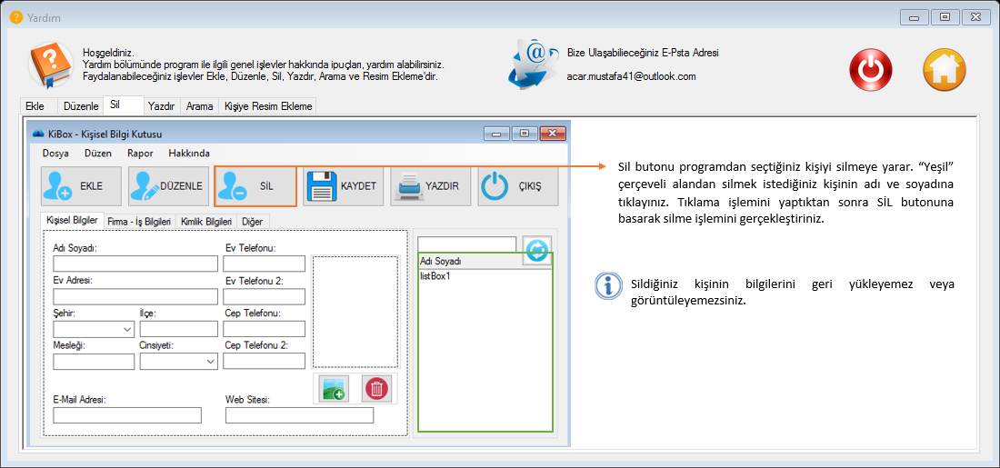 Yardım
Hoşgeldiniz.
Yardım bölümünde program ile ilgili genel işlevler hakkında ipuçları, yardım alabilirsiniz.
Faydalanabileceğiniz işlevler Ekle, Düzenle, Sil, Yazdır, Arama ve Resim Ekleme'dir.
Bize Ulaşabilieceğiniz E-Psta Adresi
acar.mustafa41@outlook.com
Ekle Düzenle Sil Yazdır Arama Kişiye Resim Ekleme
KiBox - Kişisel Bilgi Kutusu
Dosya Düzen Rapor Hakkında
EKLE DÜZENLE SİL KAYDET YAZDIR ÇIKIŞ
Kişisel Bilgiler Firma - İş Bilgileri Kimlik Bilgileri Diğer
Adı Soyadı: Ev Telefonu:
Ev Adresi: Ev Telefonu 2:
Şehir: İlçe: Cep Telefonu:
Mesleği: Cinsiyeti: Cep Telefonu 2:
E-Mail Adresi: Web Sitesi:
Adı Soyadı
listBox1
Sil butonu programdan seçtiğiniz kişiyi silmeye yarar. “Yeşil”
çerçeveli alandan silmek istediğiniz kişinin adı ve soyadına
tıklayınız. Tıklama işlemini yaptıktan sonra SİL butonuna
basarak silme işlemini gerçekleştiriniz.
Sildiğiniz kişinin bilgilerini geri yükleyemez veya
görüntüleyemezsiniz.